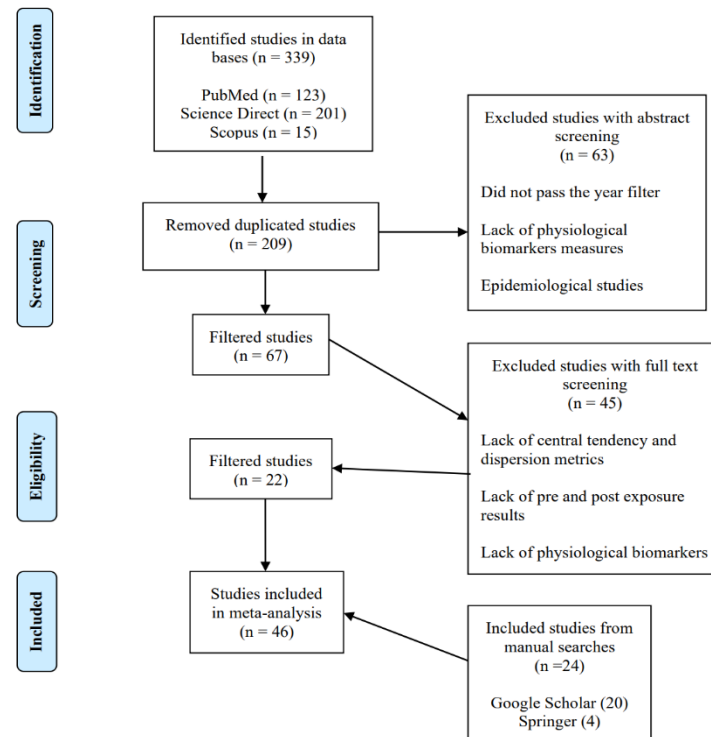 Identification
Identified studies in data
bases (n = 339)
PubMed (n = 123)
Science Direct (n = 201)
Scopus (n = 15)
Excluded studies with abstract
screening
(n = 63)
Did not pass the year filter
Lack of physiological
biomarkers measures
Epidemiological studies
Screening
Removed duplicated studies
(n = 209)
Filtered studies
(n = 67)
Excluded studies with full text
screening
(n = 45)
Lack of central tendency and
dispersion metrics
Lack of pre and post exposure
results
Lack of physiological biomarkers
Eligibility
Filtered studies
(n = 22)
Included
Studies included
in meta-analysis
(n = 46)
Included studies from
manual searches
(n =24)
Google Scholar (20)
Springer (4)